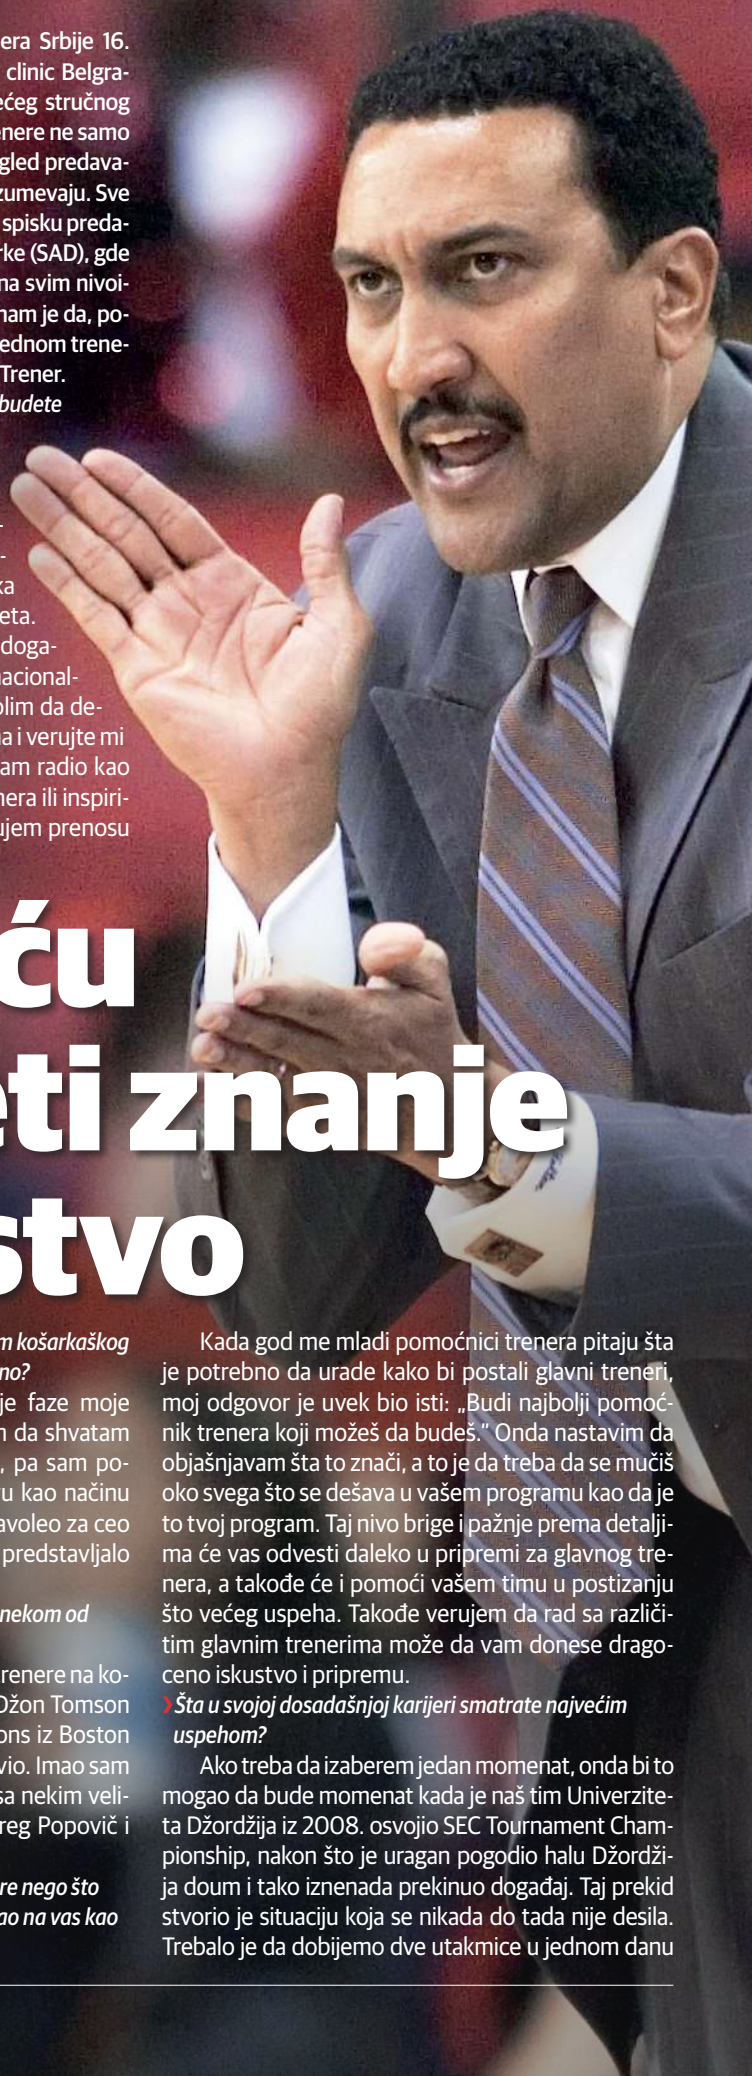 era Srbije 16.
clinic Belgra-
ećeg stručnog
enere ne samo
gled predava-
zumevaju. Sve
spisku preda-
rke (SAD), gde
na svim nivoi-
nam je da, po-
ednom trene-
Trener.
budete
-
-
ka
eta.
doga-
nacional-
olim da de-
na i verujte mi
am radio kao
nera ili inspiri-
ujem prenosu
ću
eti znanje
stvo
m košarkaškog
no?
je faze moje
m da shvatam
, pa sam po-
u kao načinu
avoleo za ceo
predstavljalo
nekom od
renere na ko-
Džon Tomson
ons iz Boston
vio. Imao sam
sa nekim veli-
reg Popovič i
re nego što
ao na vas kao
Kada god me mladi pomoćnici trenera pitaju šta
je potrebno da urade kako bi postali glavni treneri,
moj odgovor je uvek bio isti: „Budi najbolji pomoć-
nik trenera koji možeš da budeš.” Onda nastavim da
objašnjavam šta to znači, a to je da treba da se mučiš
oko svega što se dešava u vašem programu kao da je
to tvoj program. Taj nivo brige i pažnje prema detalji-
ma će vas odvesti daleko u pripremi za glavnog tre-
nera, a takođe će i pomoći vašem timu u postizanju
što većeg uspeha. Takođe verujem da rad sa različi-
tim glavnim trenerima može da vam donese drago-
ceno iskustvo i pripremu.
›Šta u svojoj dosadašnjoj karijeri smatrate najvećim
uspehom?
Ako treba da izaberem jedan momenat, onda bi to
mogao da bude momenat kada je naš tim Univerzite-
ta Džordžija iz 2008. osvojio SEC Tournament Cham-
pionship, nakon što je uragan pogodio halu Džordži-
ja doum i tako iznenada prekinuo događaj. Taj prekid
stvorio je situaciju koja se nikada do tada nije desila.
Trebalo je da dobijemo dve utakmice u jednom danu